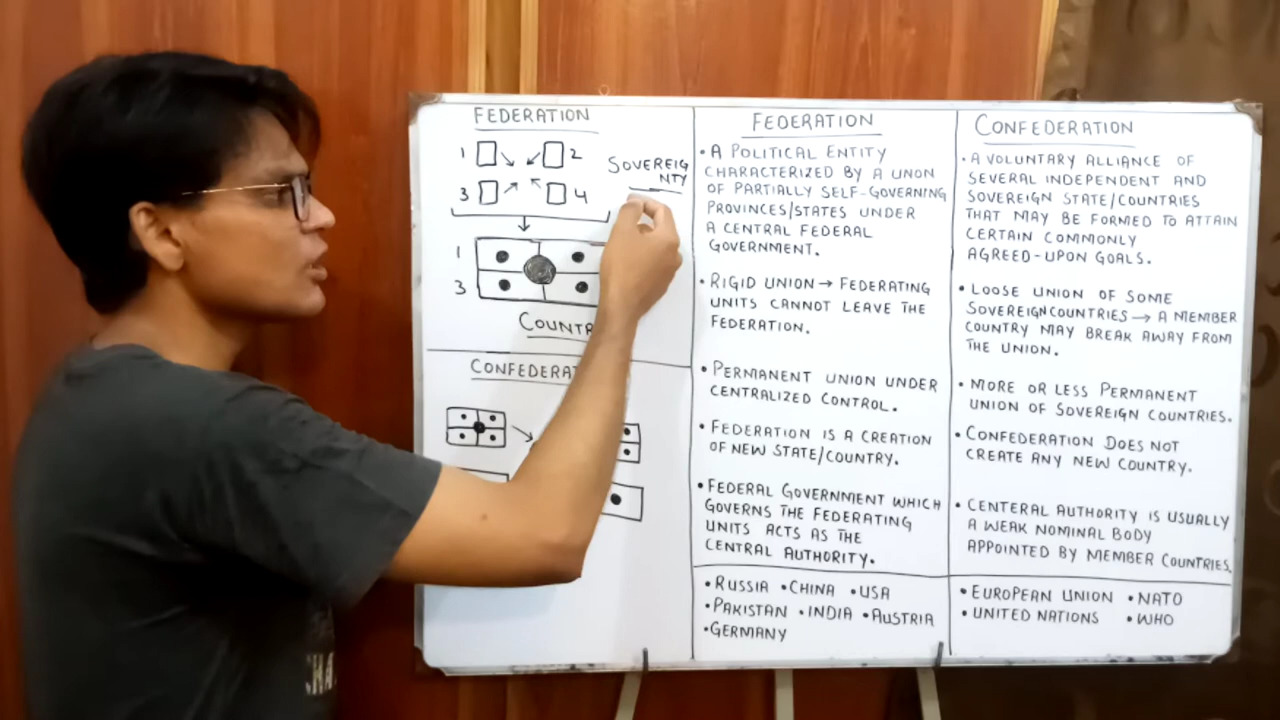 FEDERATION
1 2
SOVEREIG
NTY
3 4
1
3
COUNTR
CONFEDERAT
FEDERATION
• A POLITICAL ENTITY
CHARACTERIZED BY A UNION
OF PARTIALLY SELF-GOVERNING
PROVINCES/STATES UNDER
A CENTRAL FEDERAL
GOVERNMENT.
• RIGID UNION → FEDERATING
UNITS CANNOT LEAVE THE
FEDERATION.
• PERMANENT UNION UNDER
CENTRALIZED CONTROL.
• FEDERATION IS A CREATION
OF NEW STATE/COUNTRY.
• FEDERAL GOVERNMENT WHICH
GOVERNS THE FEDERATING
UNITS ACTS AS THE
CENTRAL AUTHORITY.
• RUSSIA • CHINA • USA
• PAKISTAN • INDIA • AUSTRIA
• GERMANY
CONFEDERATION
• A VOLUNTARY ALLIANCE OF
SEVERAL INDEPENDENT AND
SOVEREIGN STATE/COUNTRIES
THAT MAY BE FORMED TO ATTAIN
CERTAIN COMMONLY
AGREED-UPON GOALS.
• LOOSE UNION OF SOME
SOVEREIGN COUNTRIES → A MEMBER
COUNTRY MAY BREAK AWAY FROM
THE UNION.
• MORE OR LESS PERMANENT
UNION OF SOVEREIGN COUNTRIES.
• CONFEDERATION DOES NOT
CREATE ANY NEW COUNTRY.
• CENTERAL AUTHORITY IS USUALLY
A WEAK NOMINAL BODY
APPOINTED BY MEMBER COUNTRIES.
• EUROPEAN UNION • NATO
• UNITED NATIONS • WHO